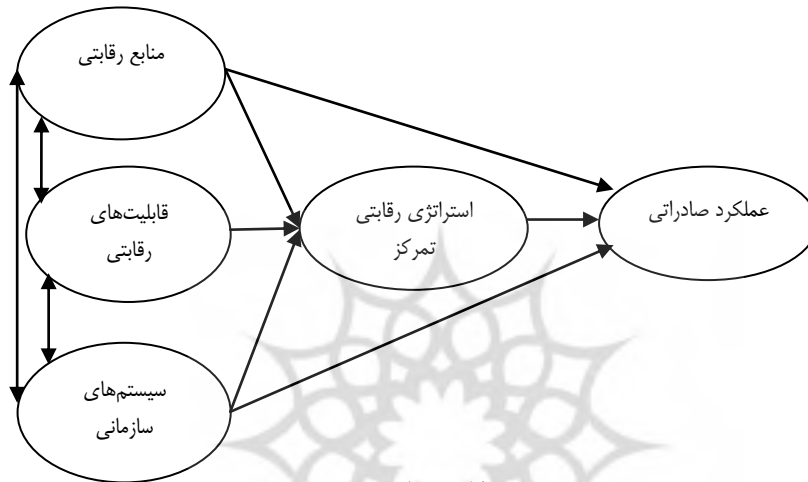 منابع رقابتی
قابلیت‌های
رقابتی
سیستم‌های
سازمانی
استراتژی رقابتی
تمرکز
عملکرد صادراتی